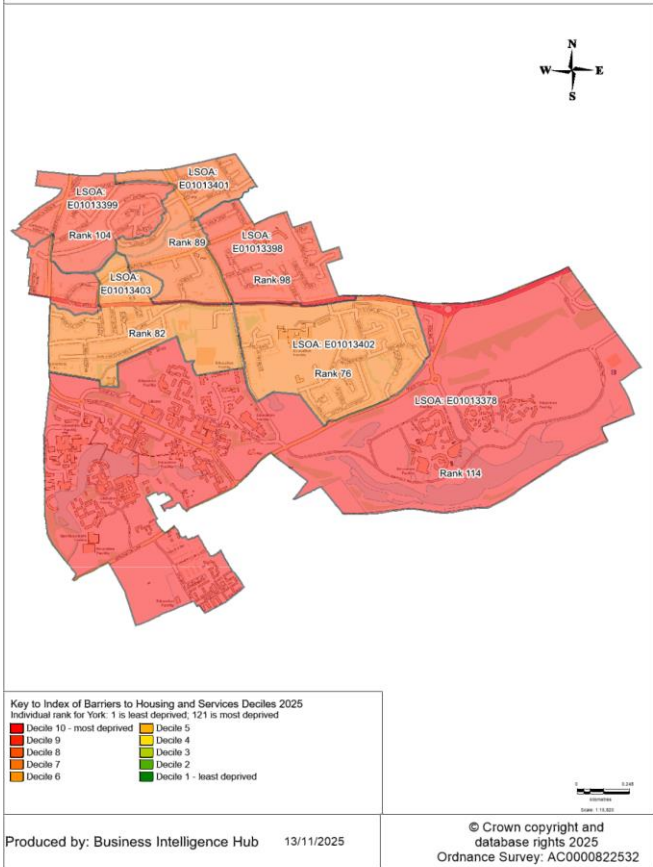 N
W E
S
LSOA:
E01013401
LSOA:
E01013399
Rank 104
Rank 89
LSOA:
E01013398
Rank 98
LSOA:
E01013403
Rank 82
LSOA: E01013402
Rank 76
LSOA: E01013378
Rank 114
Key to Index of Barriers to Housing and Services Deciles 2025
Individual rank for York: 1 is least deprived; 121 is most deprived
Decile 10 - most deprived
Decile 9
Decile 8
Decile 7
Decile 6
Decile 5
Decile 4
Decile 3
Decile 2
Decile 1 - least deprived
Produced by: Business Intelligence Hub
13/11/2025
© Crown copyright and
database rights 2025
Ordnance Survey: AC0000822532